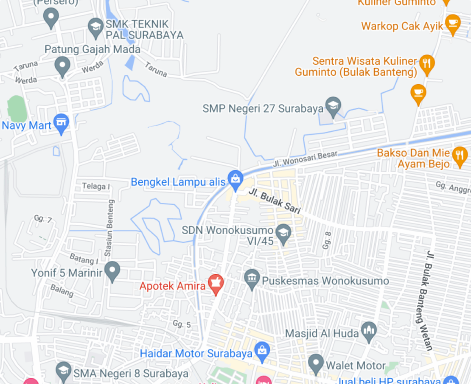 (Persero)
SMK TEKNIK
PAL SURABAYA
Kuliner
Guminto
Warkop Cak Ayik
Patung Gajah Mada
Taruna
Werda
Werda
Taruna
Sentra Wisata Kuliner
Guminto (Bulak Banteng)
SMP Negeri 27 Surabaya
Navy Mart
Jl. Wonosari Besar
Bakso Dan Mie
Ayam Bejo
Bengkel Lampu alis
Telaga I
Jl. Bulak Sari
Gg. Anggre
Gg. 7
Stasiun Benteng
SDN Wonokusumo
VI/45
Gg. 8
Batang I
Yonif 5 Marinir
Balang
Apotek Amira
Puskesmas Wonokusumo
Jl. Bulak Banteng Wetan
Gg. 5
Masjid Al Huda
Haidar Motor Surabaya
Walet Motor
SMA Negeri 8 Surabaya
Jual beli HP surabaya